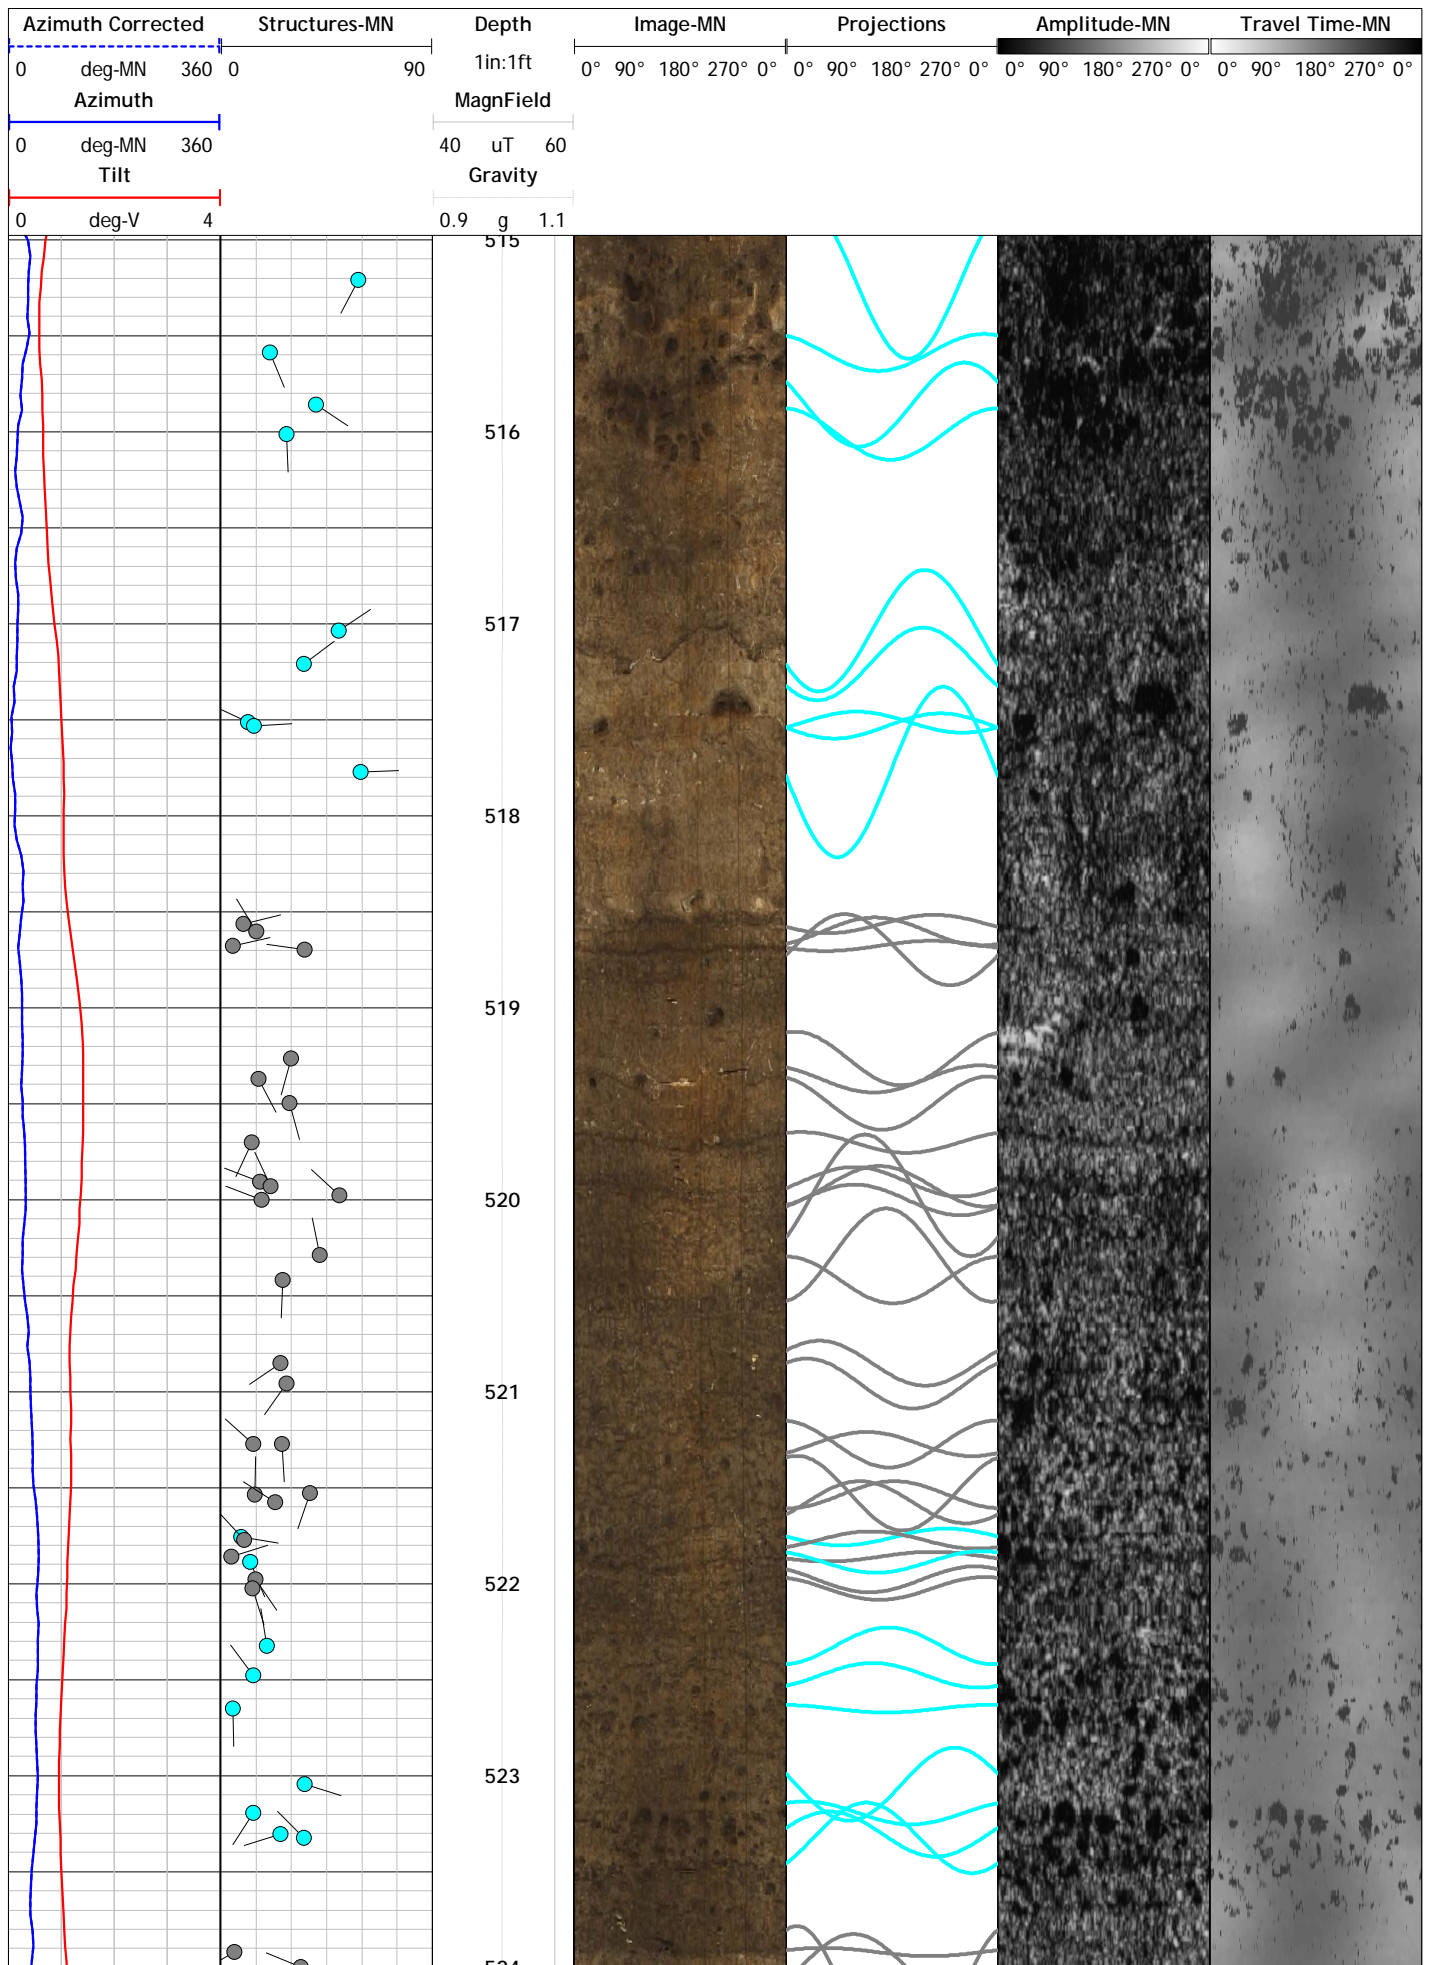 Azimuth Corrected Structures-MN Depth Image-MN Projections Amplitude-MN Travel Time-MN
0 deg-MN 360 0 90 1in:1ft 0° 90° 180° 270° 0° 0° 90° 180° 270° 0° 0° 90° 180° 270° 0° 0° 90° 180° 270° 0°
Azimuth MagnField
0 deg-MN 360 40 uT 60
Tilt Gravity
0 deg-V 4 0.9 g 1.1
515
516
517
518
519
520
521
522
523
524